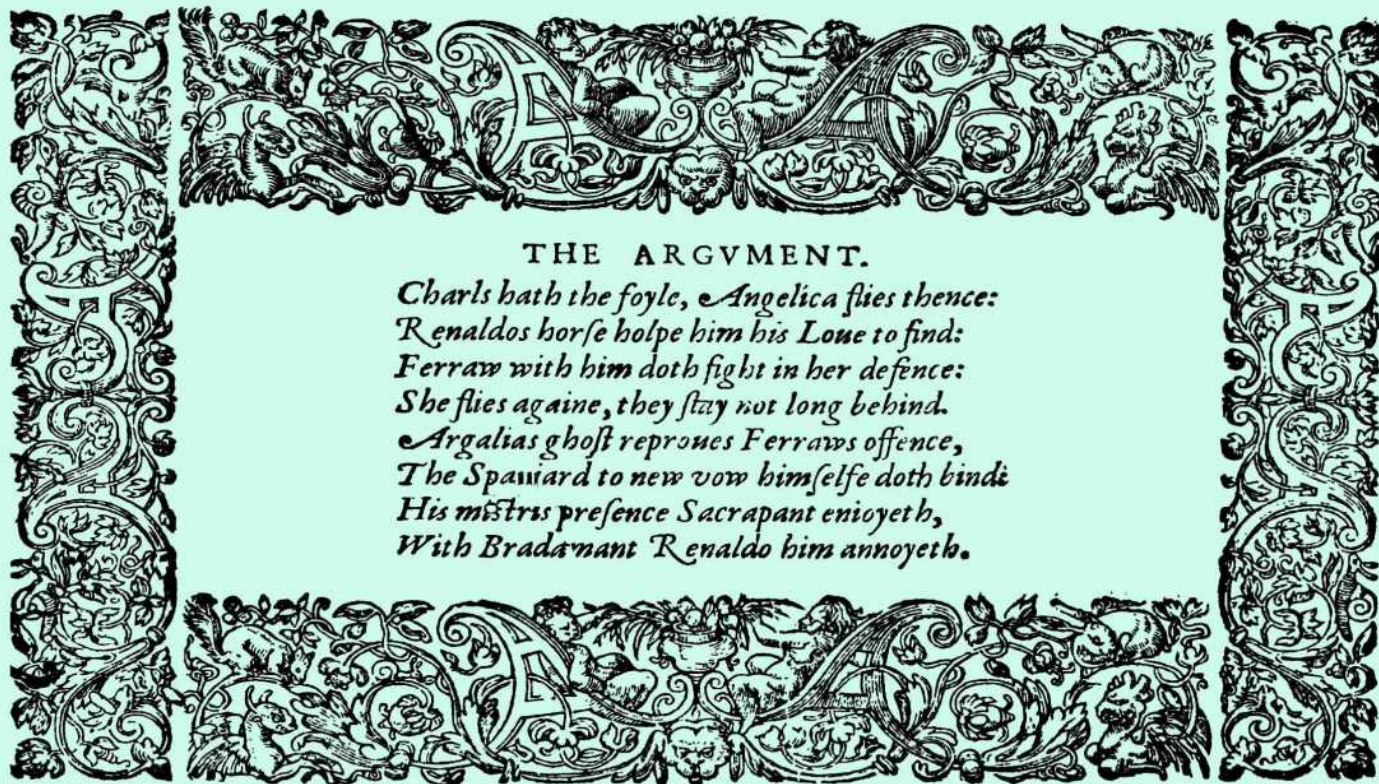 THE ARGVMENT.
Charls hath the foyle, Angelica flies thence:
Renaldos horſe holpe him his Loue to find:
Ferraw with him doth fight in her defence:
She flies againe, they ſtay not long behind.
Argalias ghoſt reproues Ferraws offence,
The Spaniard to new vow himſelfe doth bind:
His miſtris preſence Sacrapant enioyeth,
With Bradamant Renaldo him annoyeth.